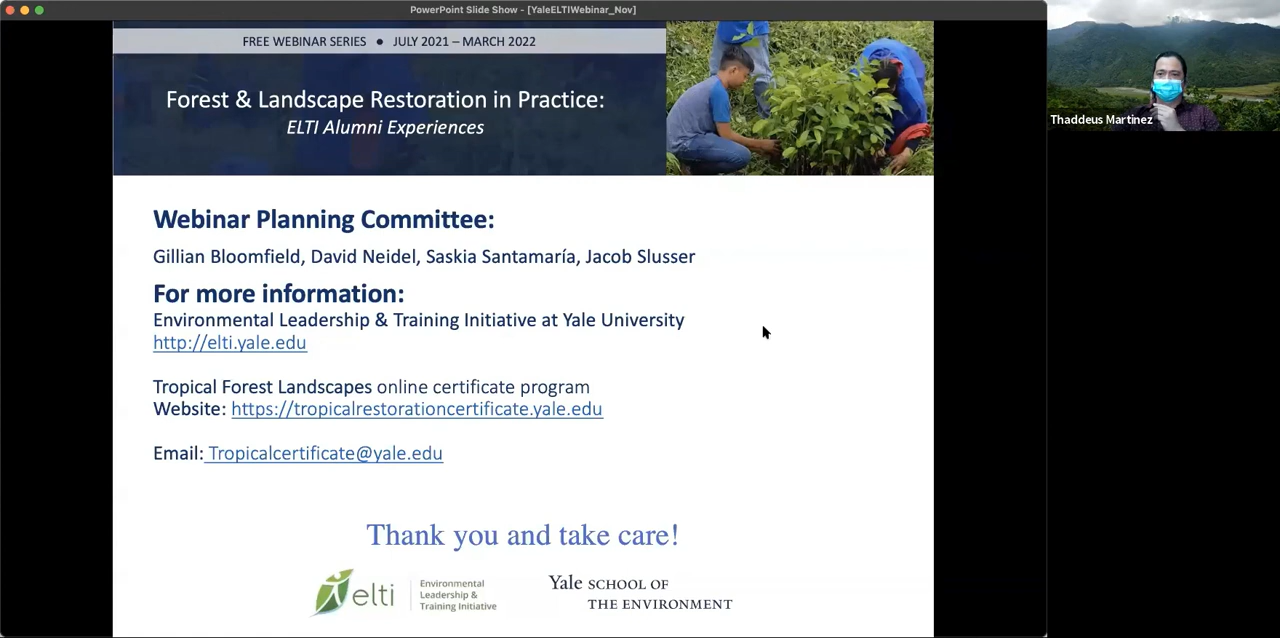 PowerPoint Slide Show - [YaleELTIWebinar_Nov]
FREE WEBINAR SERIES ● JULY 2021 – MARCH 2022
Forest & Landscape Restoration in Practice:
ELTI Alumni Experiences
Thaddeus Martinez
Webinar Planning Committee:
Gillian Bloomfield, David Neidel, Saskia Santamaría, Jacob Slusser
For more information:
Environmental Leadership & Training Initiative at Yale University
http://elti.yale.edu
Tropical Forest Landscapes online certificate program
Website: https://tropicalrestorationcertificate.yale.edu
Email: Tropicalcertificate@yale.edu
Thank you and take care!
elti
Environmental
Leadership &
Training Initiative
Yale SCHOOL OF
THE ENVIRONMENT